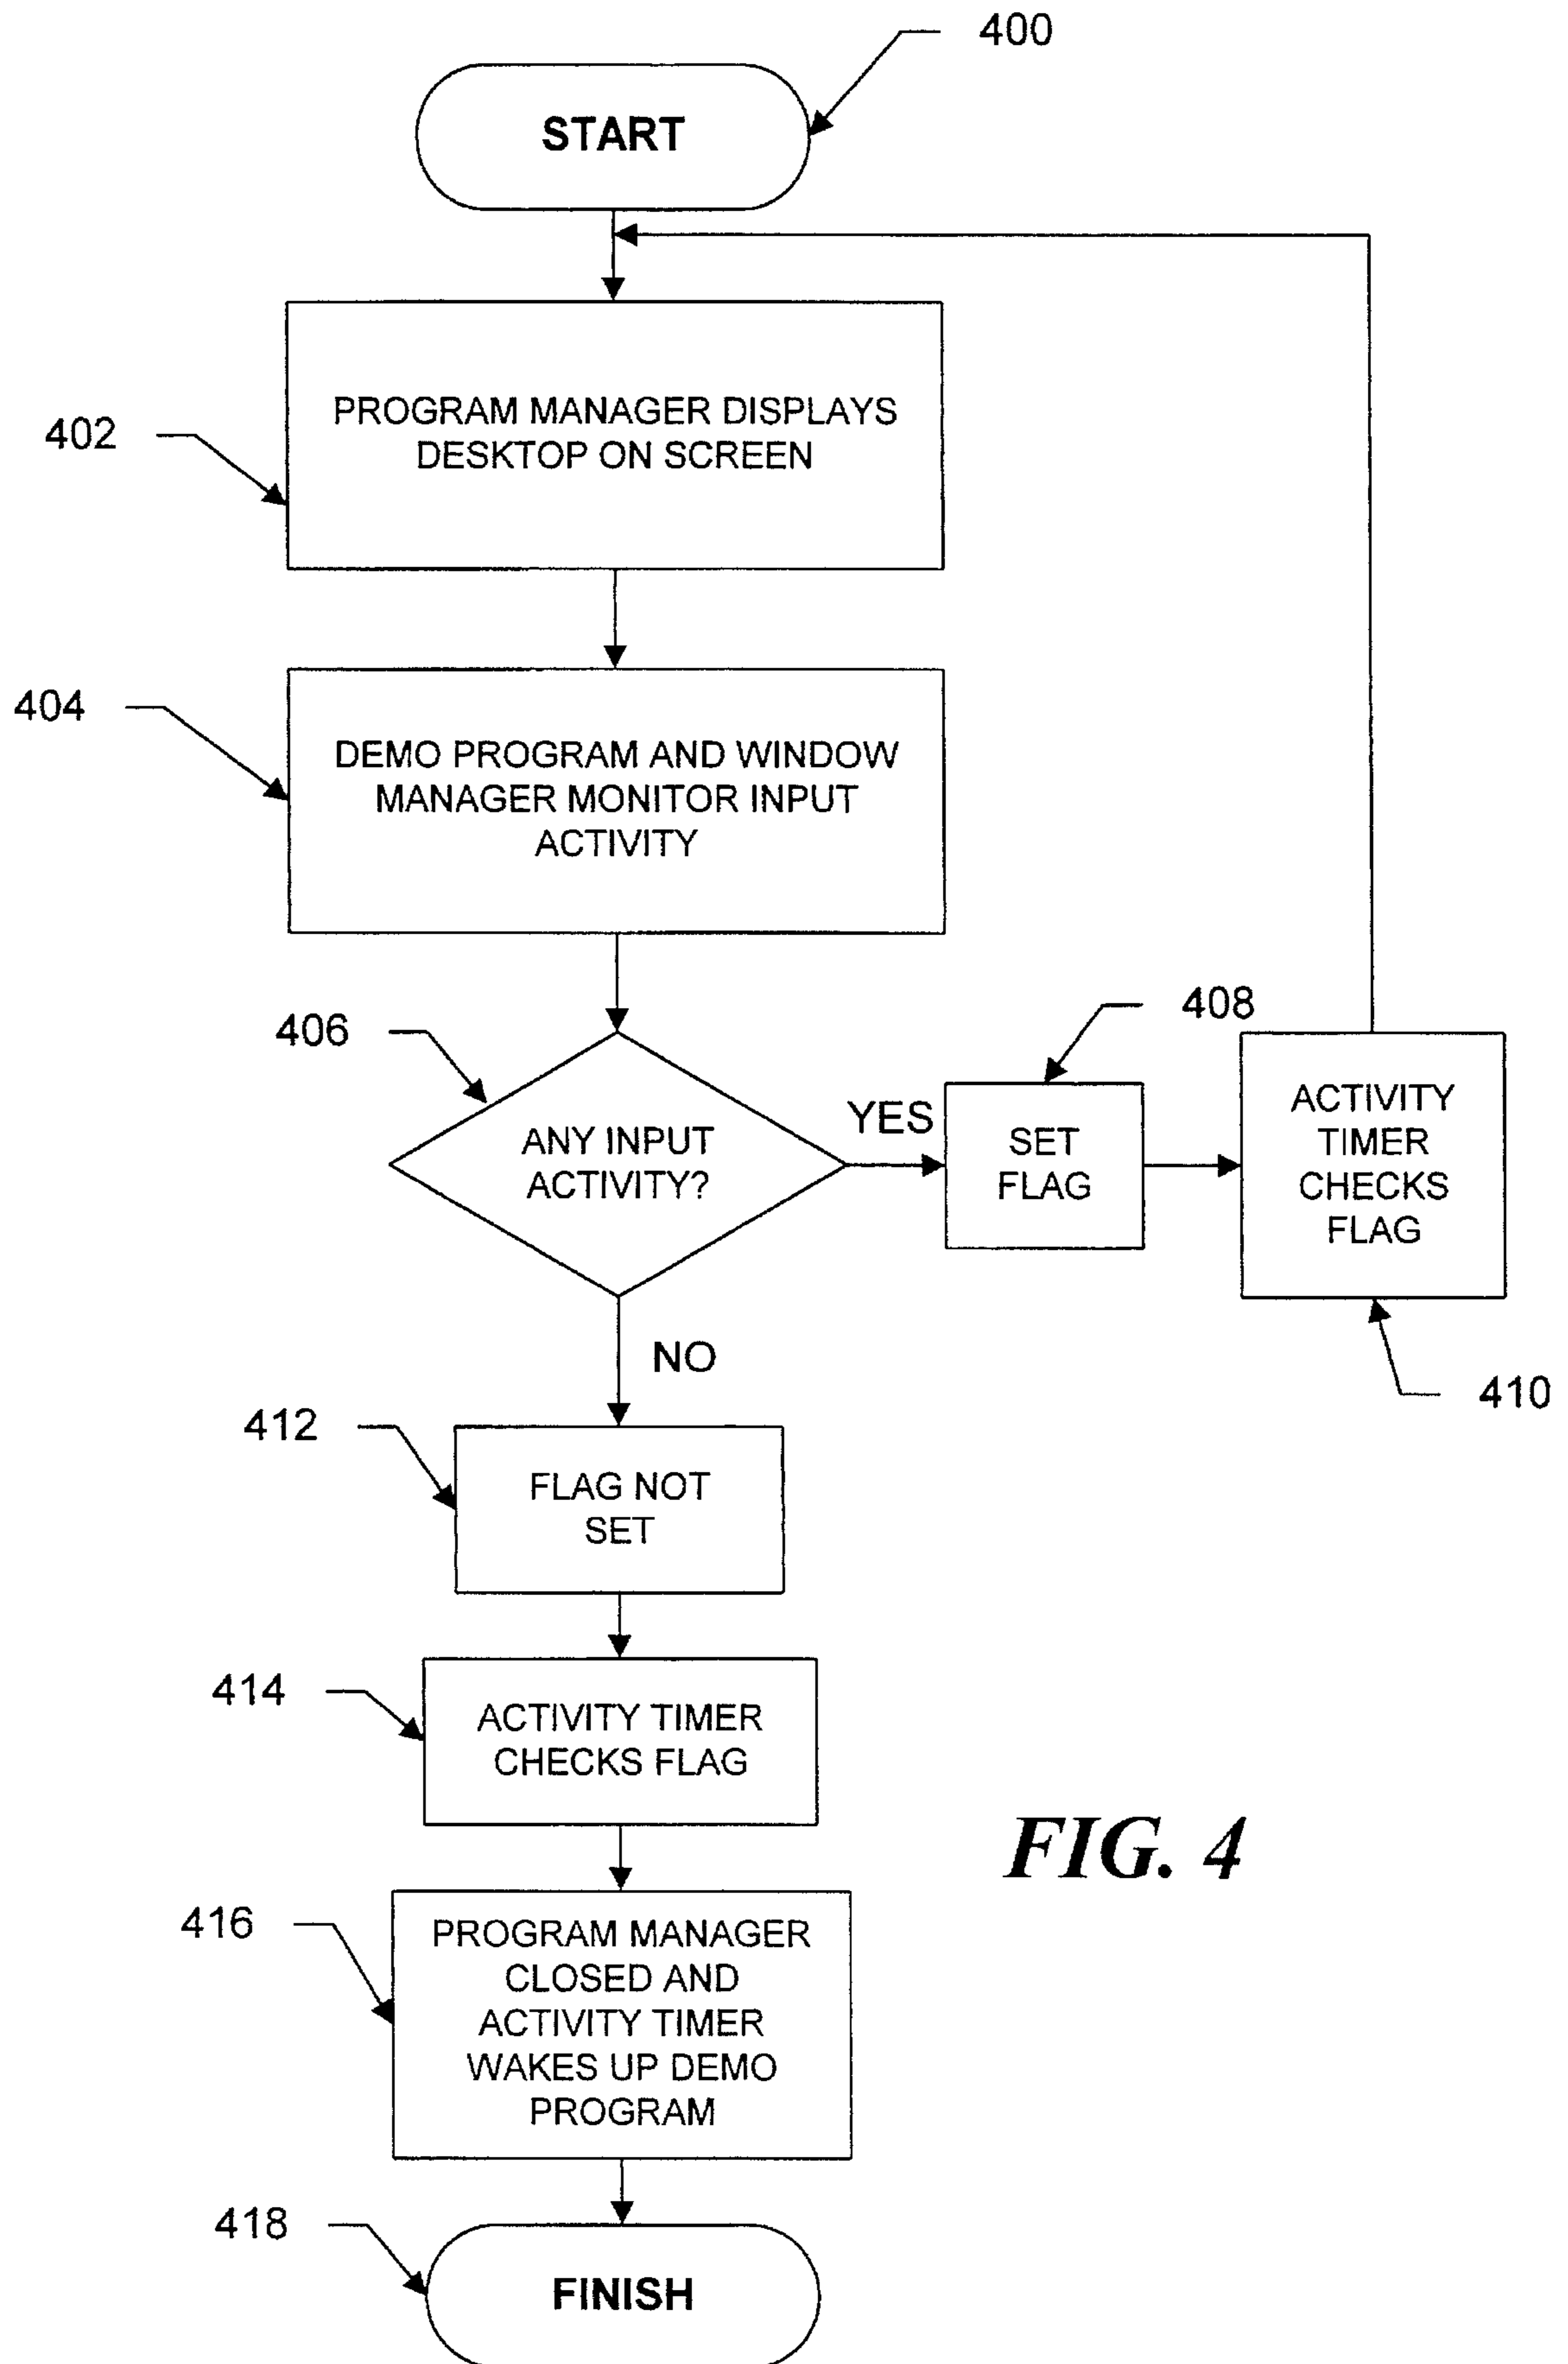 400
START
402
PROGRAM MANAGER DISPLAYS
DESKTOP ON SCREEN
404
DEMO PROGRAM AND WINDOW
MANAGER MONITOR INPUT
ACTIVITY
406
ANY INPUT
ACTIVITY?
YES
408
SET
FLAG
ACTIVITY
TIMER
CHECKS
FLAG
410
NO
412
FLAG NOT
SET
414
ACTIVITY TIMER
CHECKS FLAG
416
PROGRAM MANAGER
CLOSED AND
ACTIVITY TIMER
WAKES UP DEMO
PROGRAM
418
FINISH
FIG. 4